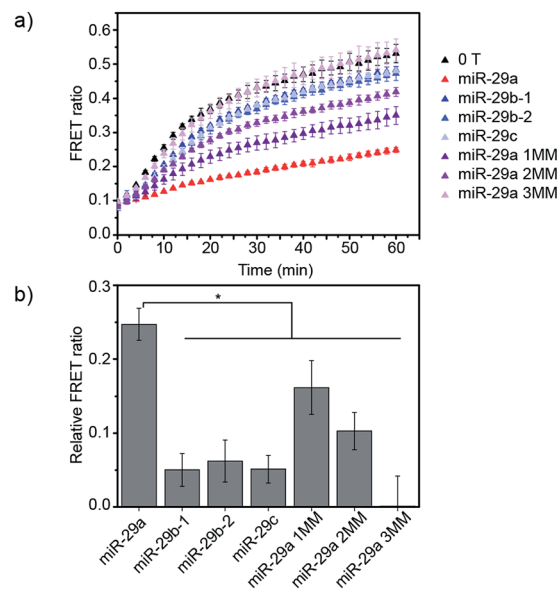 a)
FRET ratio
0.6
0.5
0.4
0.3
0.2
0.1
0.0
0 10 20 30 40 50 60
Time (min)
0 T
miR-29a
miR-29b-1
miR-29b-2
miR-29c
miR-29a 1MM
miR-29a 2MM
miR-29a 3MM
b)
Relative FRET ratio
0.3
0.2
0.1
0.0
*
miR-29a
miR-29b-1
miR-29b-2
miR-29c
miR-29a 1MM
miR-29a 2MM
miR-29a 3MM